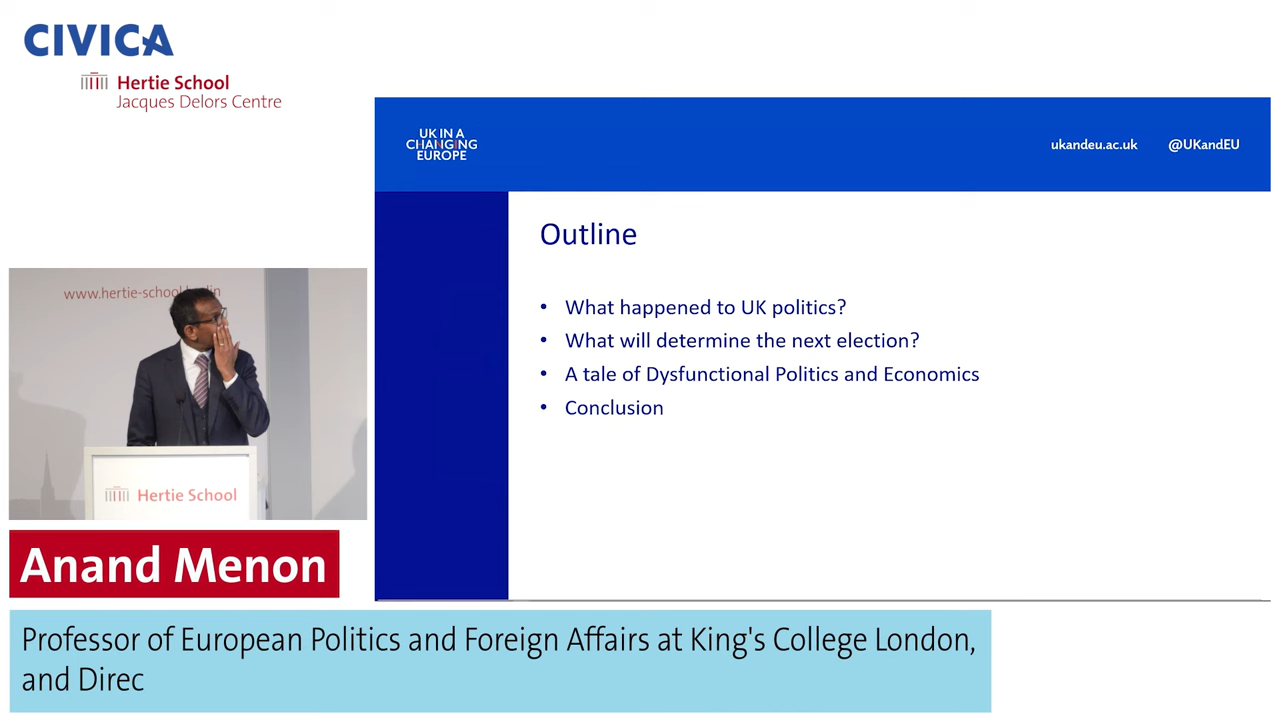 CIVICA
Hertie School
Jacques Delors Centre
UK IN A
CHANGING
EUROPE
ukandeu.ac.uk
@UKandEU
Outline
• What happened to UK politics?
• What will determine the next election?
• A tale of Dysfunctional Politics and Economics
• Conclusion
Hertie School
Anand Menon
Professor of European Politics and Foreign Affairs at King's College London,
and Direc